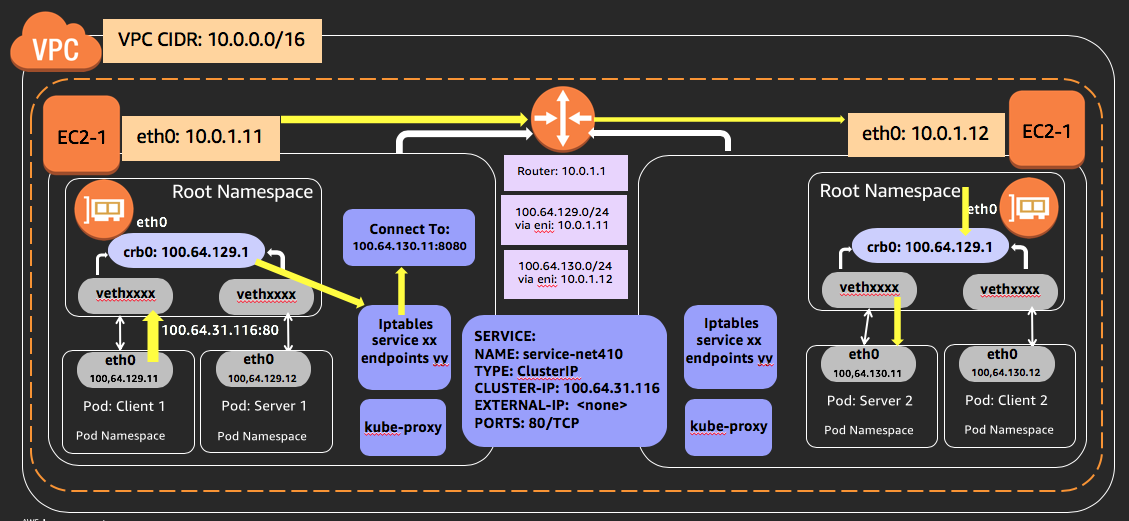 VPC
VPC CIDR: 10.0.0.0/16
EC2-1
eth0: 10.0.1.11
eth0: 10.0.1.12
EC2-1
Router: 10.0.1.1
100.64.129.0/24
via eni: 10.0.1.11
100.64.130.0/24
via eni: 10.0.1.12
Root Namespace
eth0
crb0: 100.64.129.1
vethxxxx
vethxxxx
100.64.31.116:80
eth0
100,64.129.11
Pod: Client 1
Pod Namespace
eth0
100,64.129.12
Pod: Server 1
Pod Namespace
Connect To:
100.64.130.11:8080
Iptables
service xx
endpoints yy
kube-proxy
SERVICE:
NAME: service-net410
TYPE: ClusterIP
CLUSTER-IP: 100.64.31.116
EXTERNAL-IP: <none>
PORTS: 80/TCP
Iptables
service xx
endpoints yy
kube-proxy
Root Namespace
eth0
crb0: 100.64.129.1
vethxxxx
vethxxxx
eth0
100,64.130.11
Pod: Server 2
Pod Namespace
eth0
100,64.130.12
Pod: Client 2
Pod Namespace